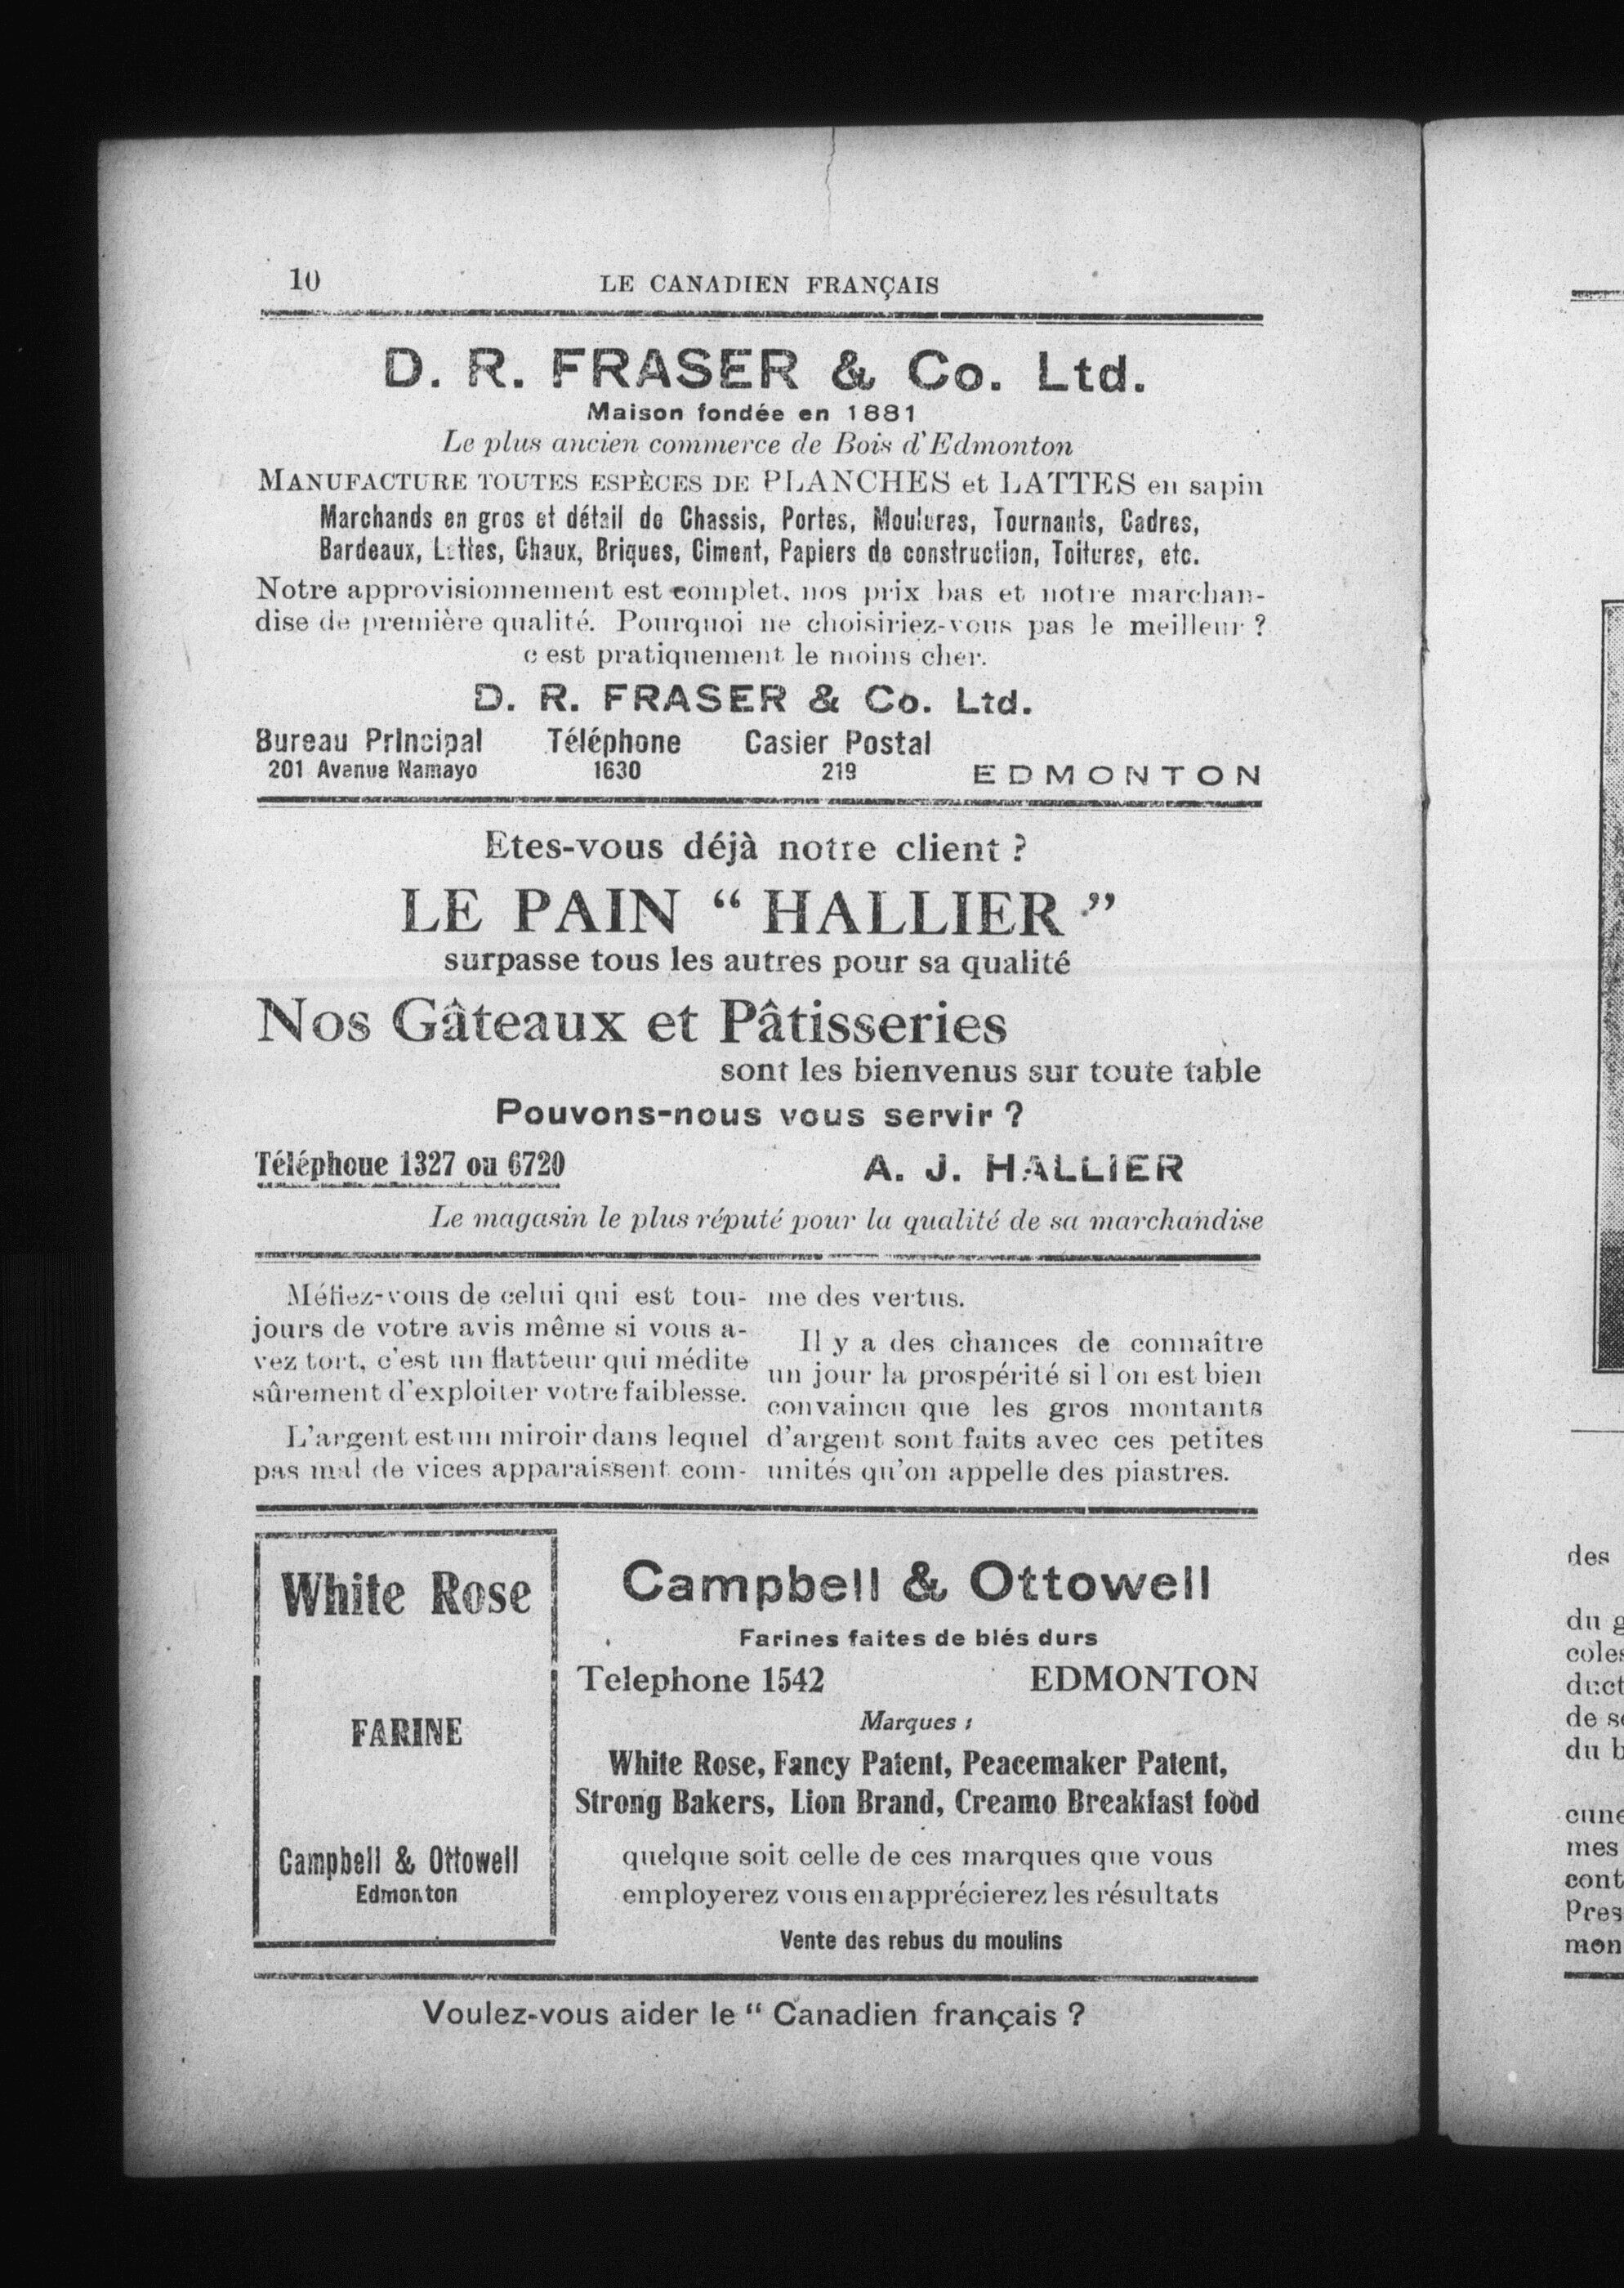 10
LE CANADIEN FRANÇAIS
D. R. FRASER & Co. Ltd.
Maison fondée en 1881
Le plus ancien commerce de Bois d'Edmonton
MANUFACTURE TOUTES ESPÈCES DE PLANCHES et LATTES en sapin
Marchands en gros et détail de Chassis, Portes, Moulures, Tournants, Cadres,
Bardeaux, Lattes, Chaux, Briques, Ciment, Papiers de construction, Toitures, etc.
Notre approvisionnement est complet, nos prix bas et notre marchan-
dise de première qualité. Pourquoi ne choisiriez-vous pas le meilleur ?
c est pratiquement le moins cher.
D. R. FRASER & Co. Ltd.
Bureau Principal Téléphone Casier Postal
201 Avenue Namayo 1630 219 EDMONTON
Etes-vous déjà notre client ?
LE PAIN “ HALLIER ”
surpasse tous les autres pour sa qualité
Nos Gâteaux et Pâtisseries
sont les bienvenus sur toute table
Pouvons-nous vous servir ?
Téléphoue 1327 ou 6720 A. J. HALLIER
Le magasin le plus réputé pour la qualité de sa marchandise
Méfiez-vous de celui qui est tou-
jours de votre avis même si vous a-
vez tort, c'est un flatteur qui médite
sûrement d'exploiter votre faiblesse.
L'argent est un miroir dans lequel
pas mal de vices apparaissent com-
me des vertus.
Il y a des chances de connaître
un jour la prospérité si l'on est bien
convaincu que les gros montants
d'argent sont faits avec ces petites
unités qu'on appelle des piastres.
White Rose
FARINE
Campbell & Ottowell
Edmonton
Campbell & Ottowell
Farines faites de blés durs
Telephone 1542 EDMONTON
Marques :
White Rose, Fancy Patent, Peacemaker Patent,
Strong Bakers, Lion Brand, Creamo Breakfast food
quelque soit celle de ces marques que vous
employerez vous en apprécierez les résultats
Vente des rebus du moulins
Voulez-vous aider le “ Canadien français ?
des
du
de
du
mes